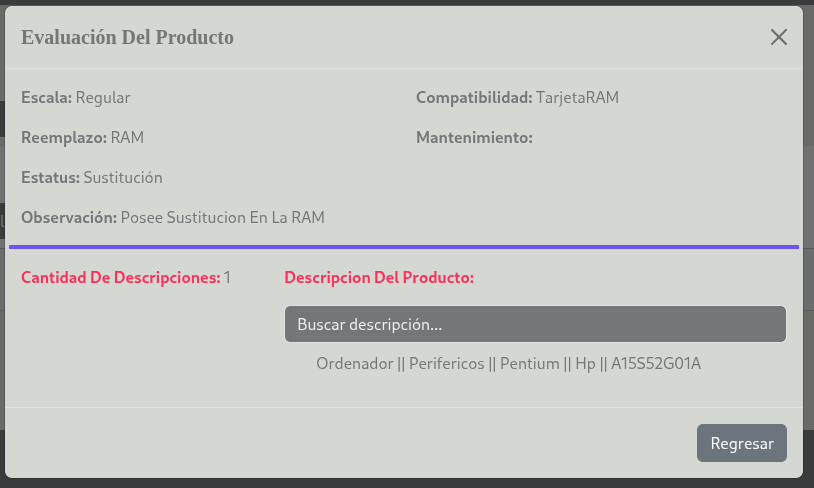 Evaluación Del Producto
Escala: Regular
Compatibilidad: TarjetaRAM
Reemplazo: RAM
Mantenimiento:
Estatus: Sustitución
Observación: Posee Sustitucion En La RAM
Cantidad De Descripciones: 1
Descripcion Del Producto:
Buscar descripción...
Ordenador || Perifericos || Pentium || Hp || A15S52G01A
Regresar